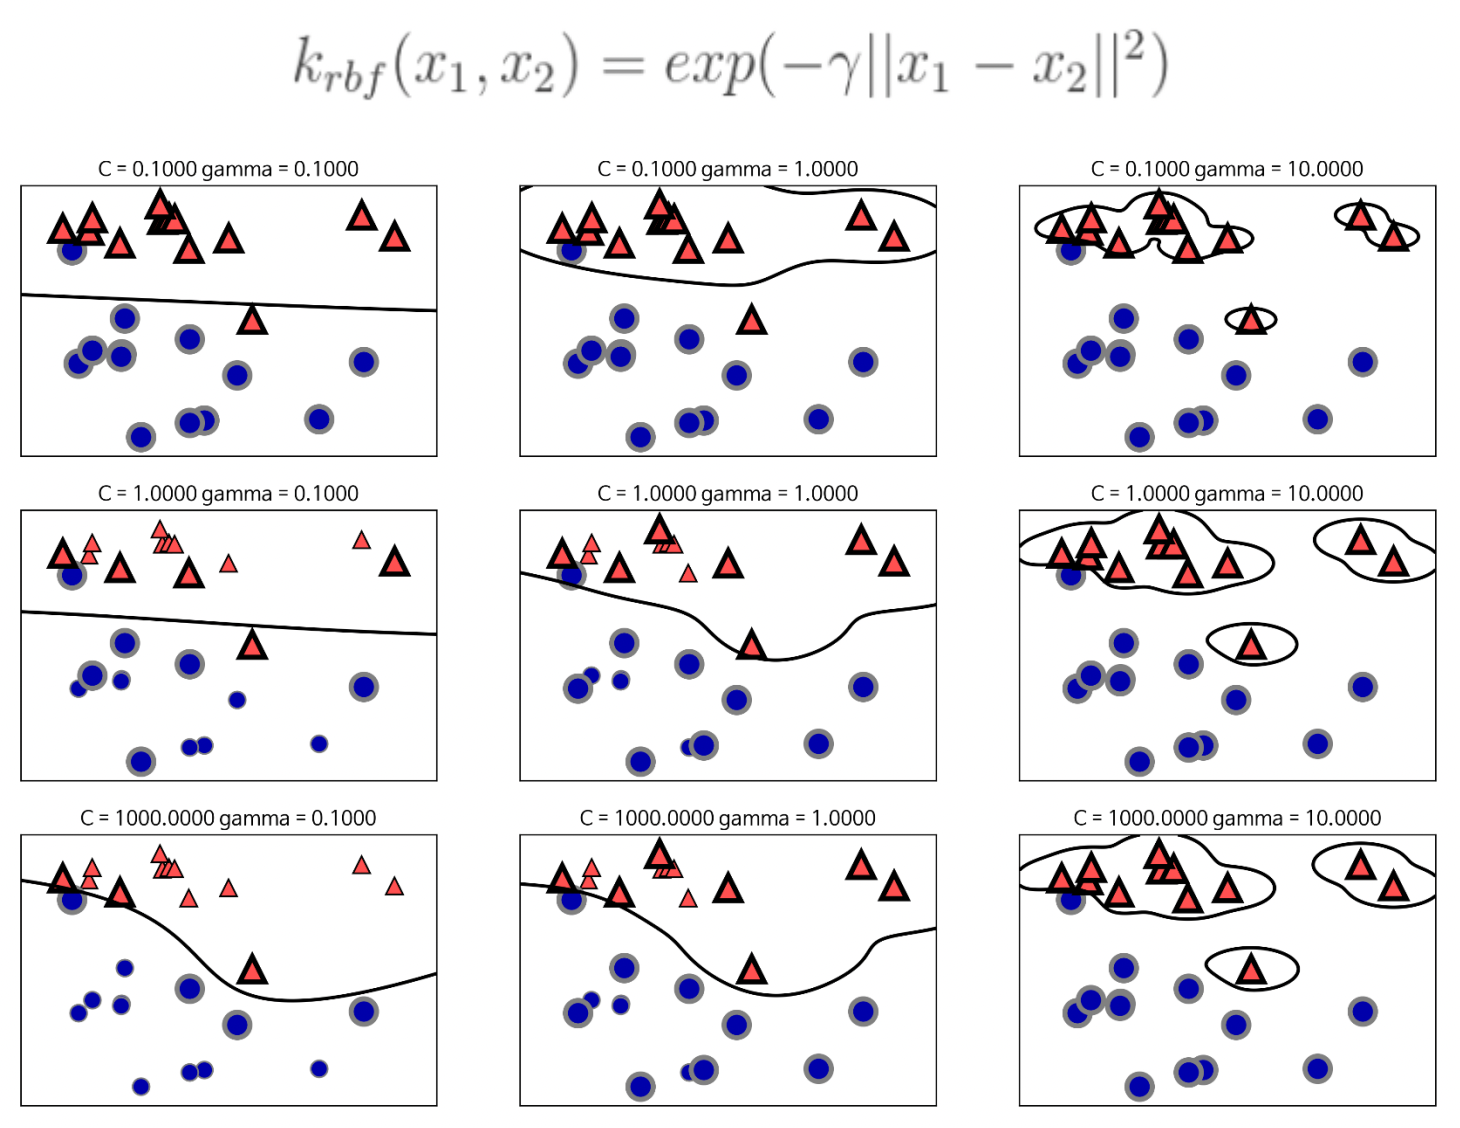 k_{rbf}(x_1, x_2) = exp(-γ||x_1 - x_2||^2)
C = 0.1000 gamma = 0.1000
C = 0.1000 gamma = 1.0000
C = 0.1000 gamma = 10.0000
C = 1.0000 gamma = 0.1000
C = 1.0000 gamma = 1.0000
C = 1.0000 gamma = 10.0000
C = 1000.0000 gamma = 0.1000
C = 1000.0000 gamma = 1.0000
C = 1000.0000 gamma = 10.0000